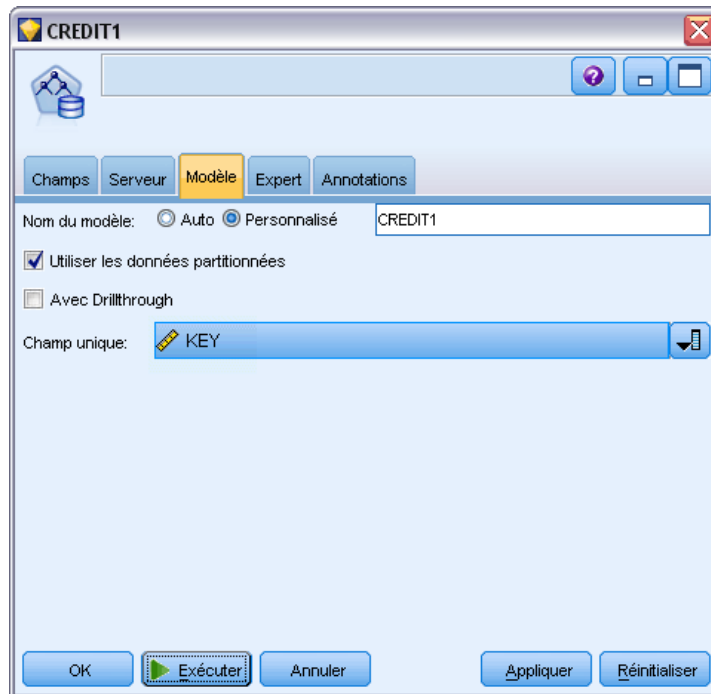 CREDIT1
Champs Serveur Modèle Expert Annotations
Nom du modèle: Auto Personnalisé CREDIT1
Utiliser les données partitionnées
Avec Drillthrough
Champ unique: KEY
OK Exécuter Annuler Appliquer Réinitialiser